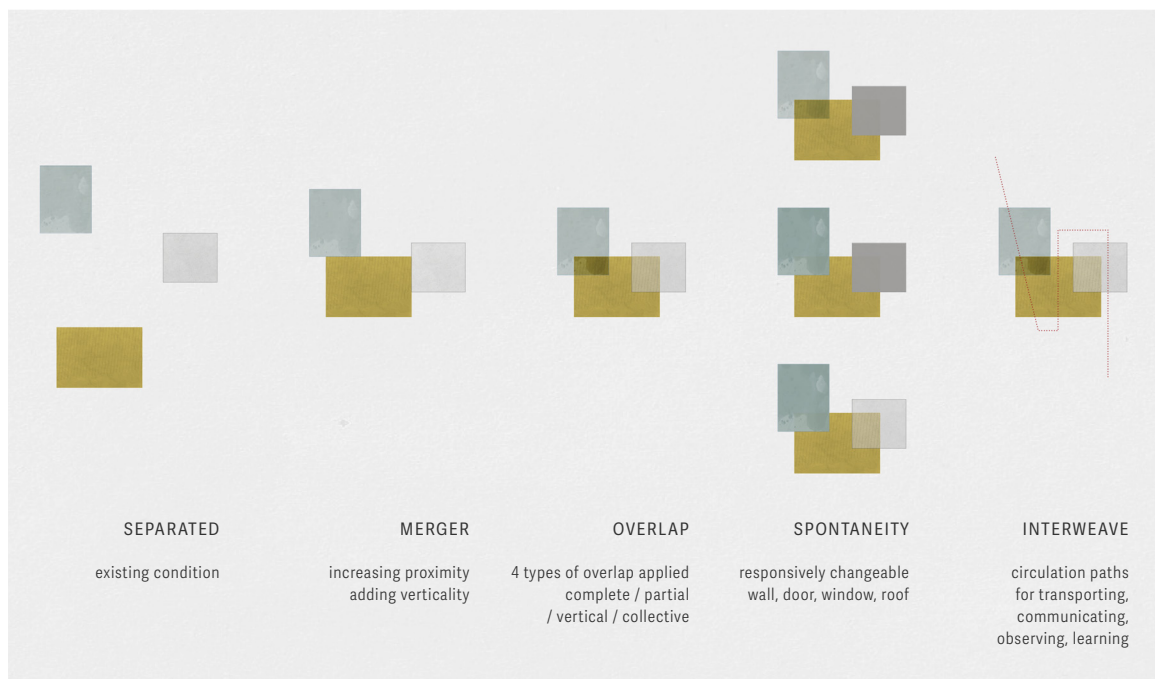 SEPARATED
existing condition
MERGER
increasing proximity
adding verticality
OVERLAP
4 types of overlap applied
complete / partial
/ vertical / collective
SPONTANEITY
responsively changeable
wall, door, window, roof
INTERWEAVE
circulation paths
for transporting,
communicating,
observing, learning